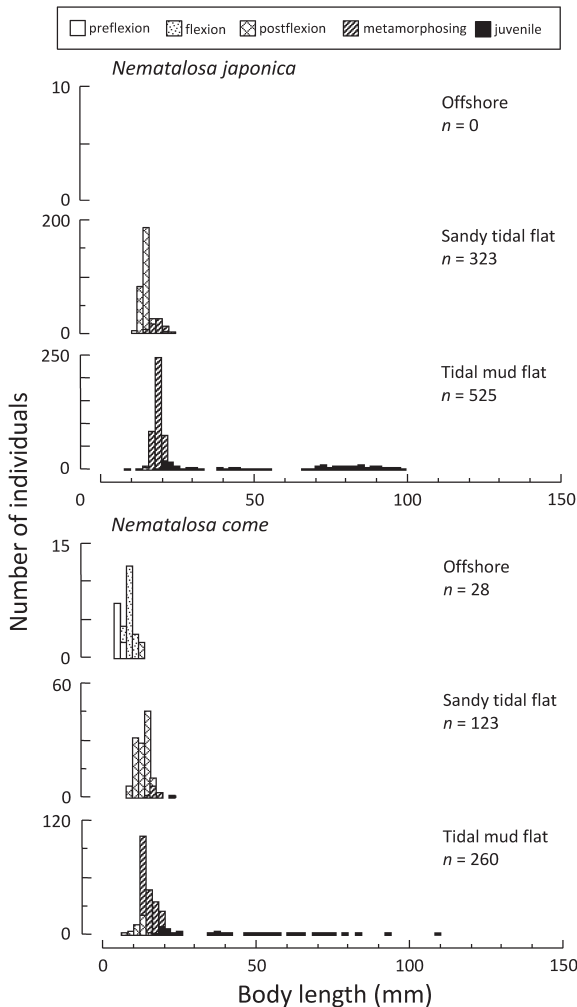 preflexion flexion postflexion metamorphosing juvenile
Nematalosa japonica
10
0
Offshore
n = 0
200
0
Sandy tidal flat
n = 323
250
0
Tidal mud flat
n = 525
0 50 100 150
Number of individuals
Nematalosa come
15
0
Offshore
n = 28
60
0
Sandy tidal flat
n = 123
120
0
Tidal mud flat
n = 260
0 50 100 150
Body length (mm)